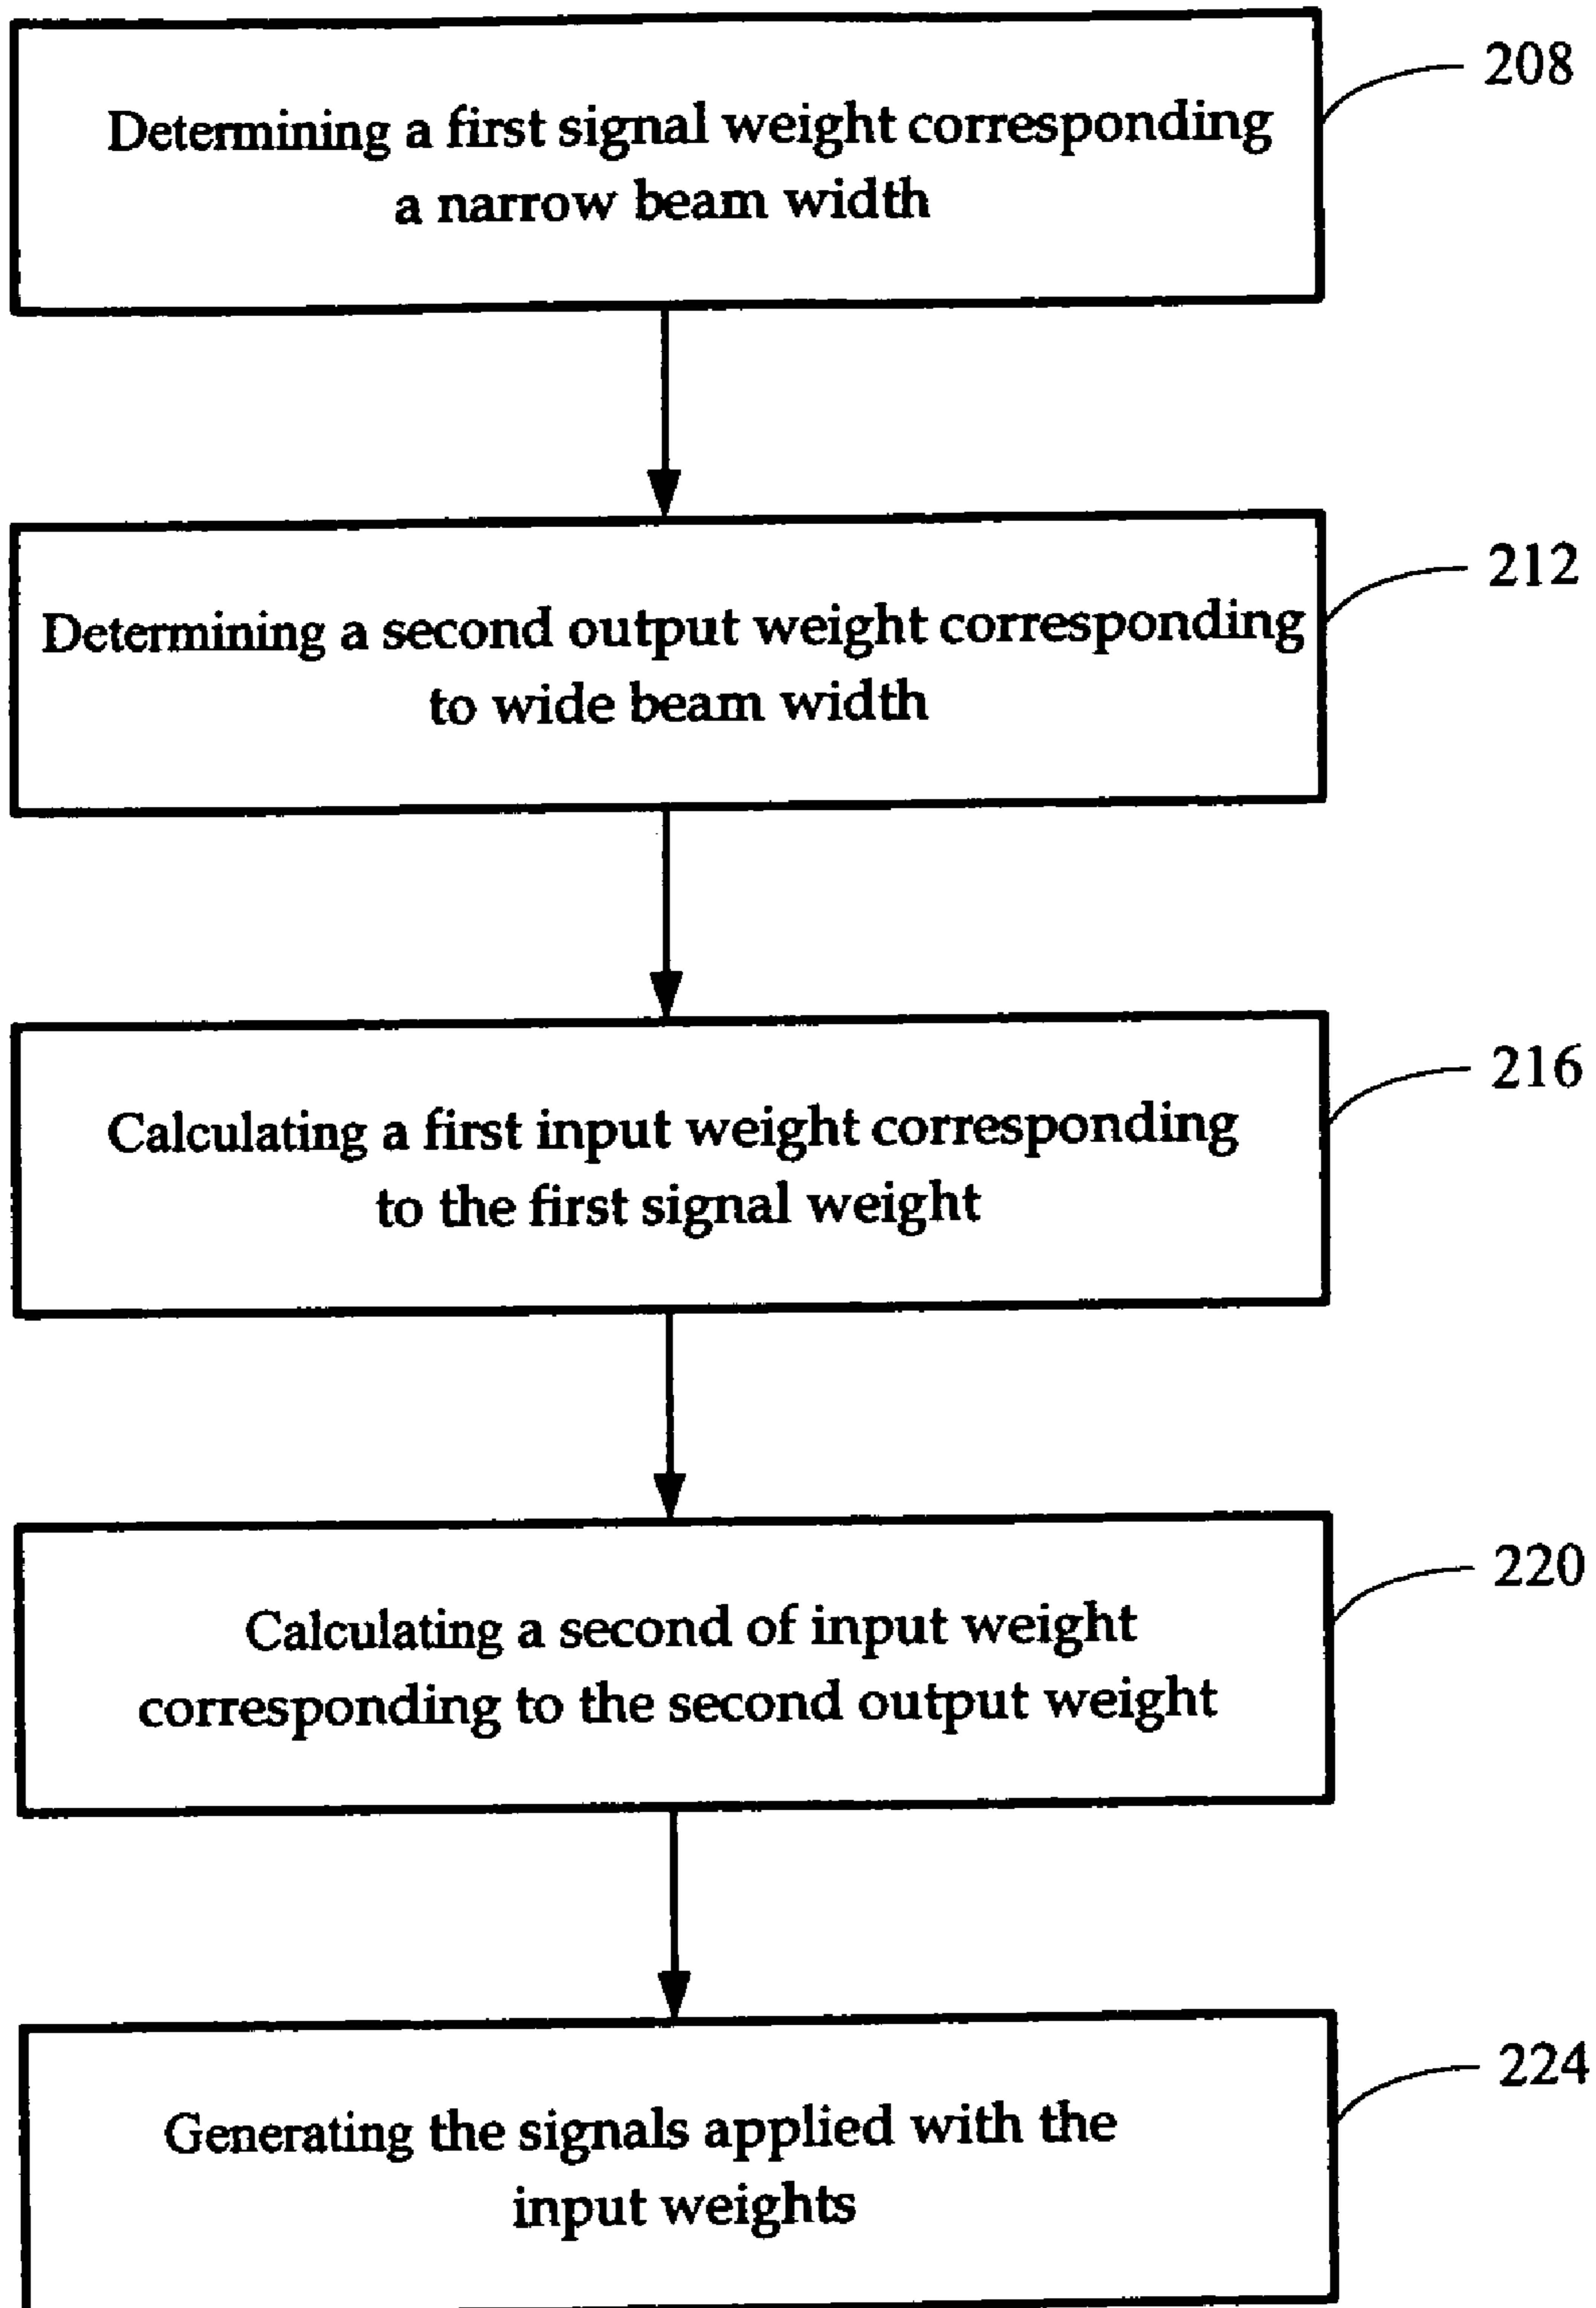 208
Determining a first signal weight corresponding
a narrow beam width
212
Determining a second output weight corresponding
to wide beam width
216
Calculating a first input weight corresponding
to the first signal weight
220
Calculating a second of input weight
corresponding to the second output weight
224
Generating the signals applied with the
input weights